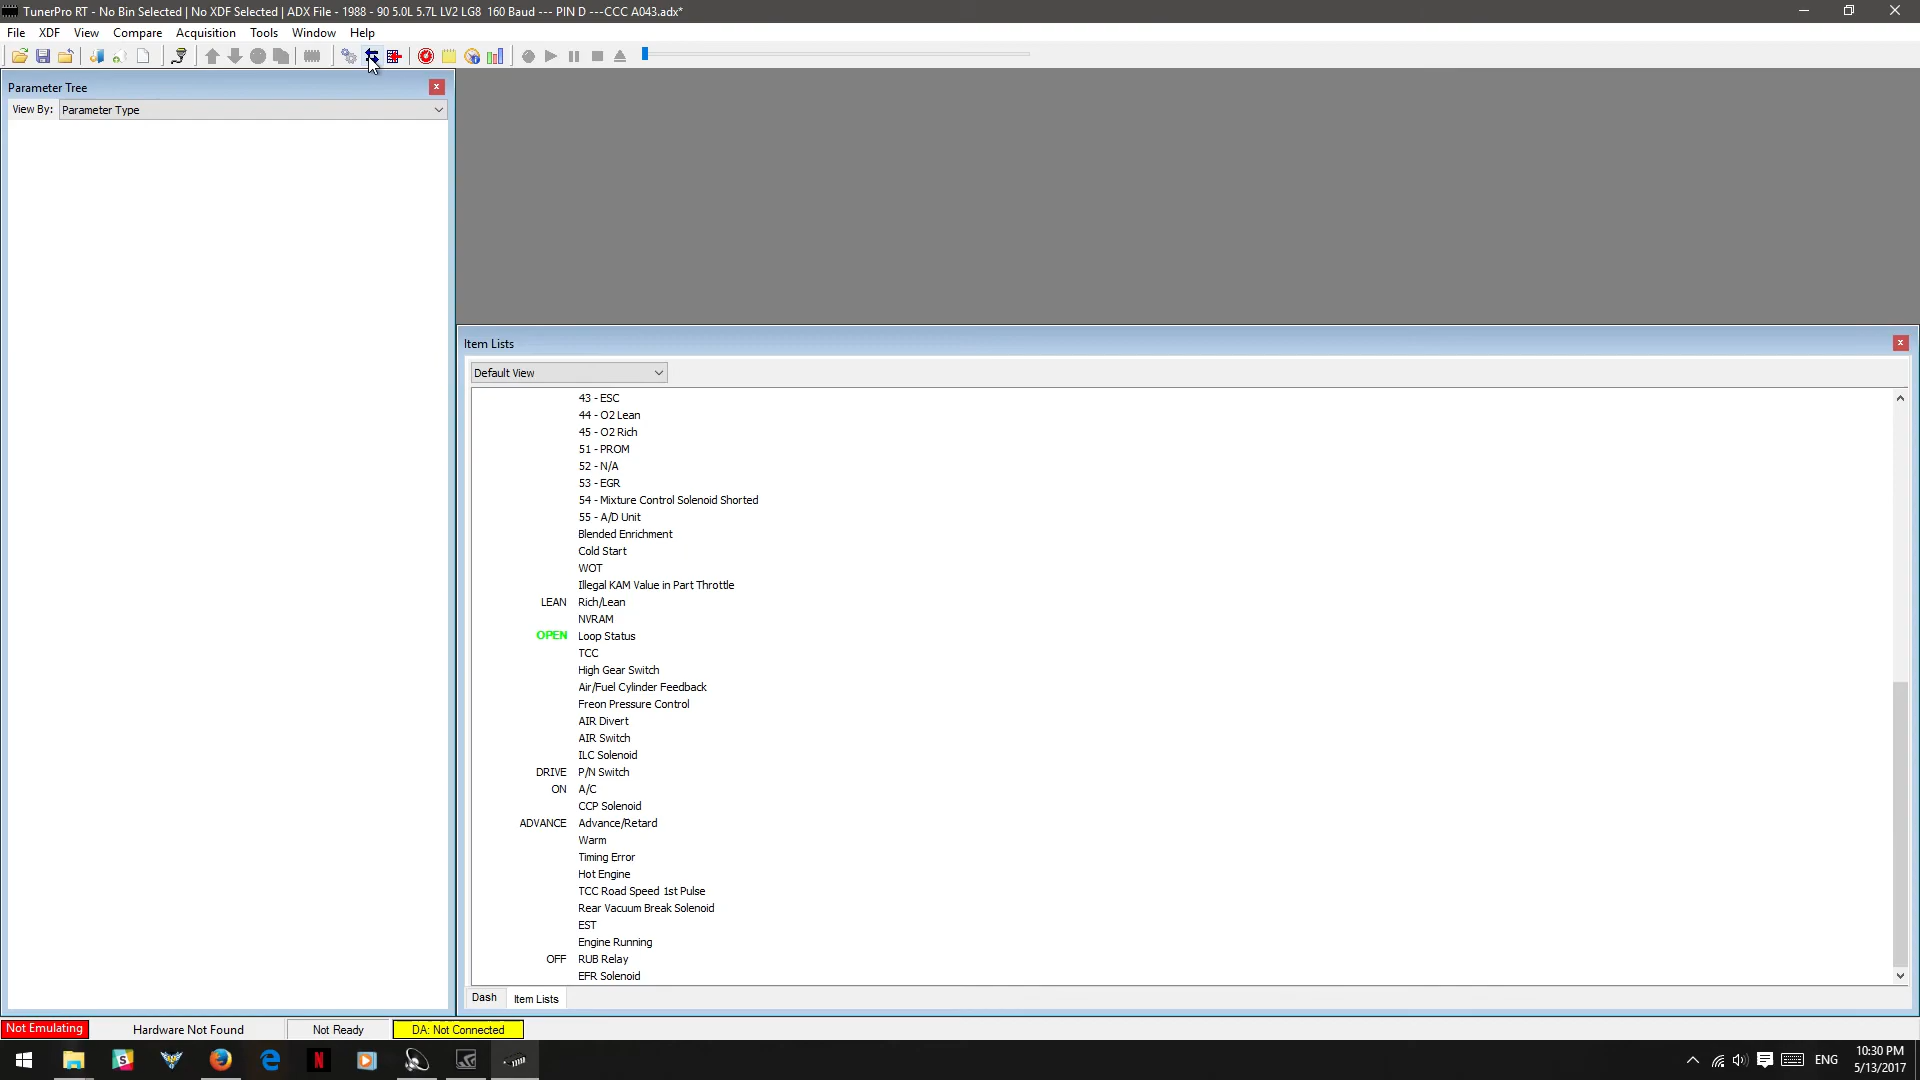 TunerPro RT - No Bin Selected | No XDF Selected | ADX File - 1988 - 90 5.0L 5.7L LV2 LG8  160 Baud --- PIN D ---CCC A043.adx*
File XDF View Compare Acquisition Tools Window Help
Parameter Tree
View By: Parameter Type
Item Lists
Default View
43 - ESC
44 - O2 Lean
45 - O2 Rich
51 - PROM
52 - N/A
53 - EGR
54 - Mixture Control Solenoid Shorted
55 - A/D Unit
Blended Enrichment
Cold Start
WOT
Illegal KAM Value in Part Throttle
LEAN Rich/Lean
NVRAM
OPEN Loop Status
TCC
High Gear Switch
Air/Fuel Cylinder Feedback
Freon Pressure Control
AIR Divert
AIR Switch
ILC Solenoid
DRIVE P/N Switch
ON A/C
CCP Solenoid
ADVANCE Advance/Retard
Warm
Timing Error
Hot Engine
TCC Road Speed 1st Pulse
Rear Vacuum Break Solenoid
EST
Engine Running
OFF RUB Relay
EFR Solenoid
Dash Item Lists
Not Emulating Hardware Not Found Not Ready DA: Not Connected
ENG 10:30 PM
5/13/2017